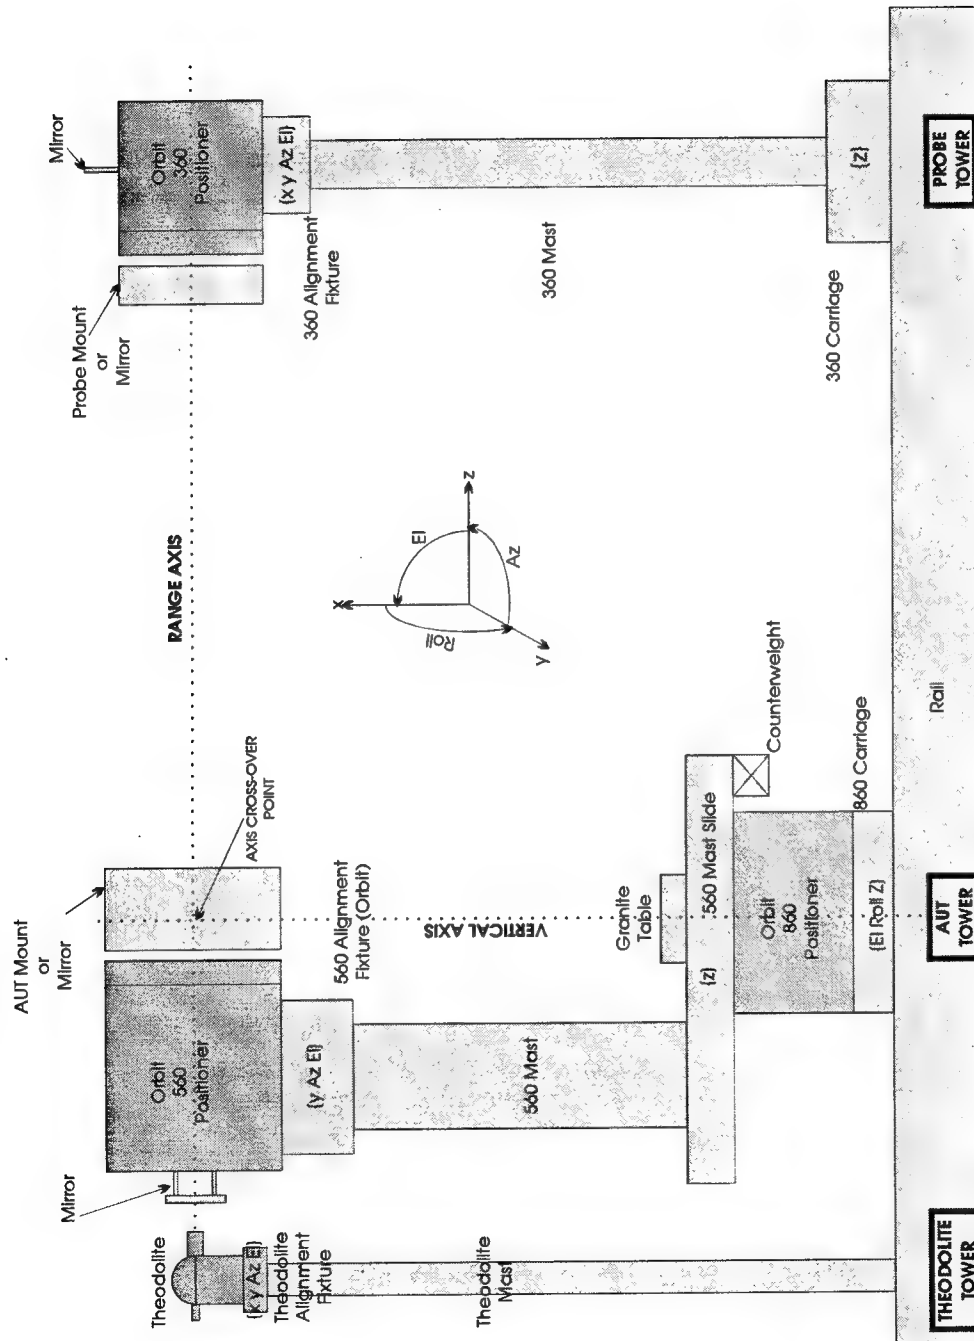 Mirror
Orbit
360
Positioner
{x y Az El}
360 Alignment
Fixture
Probe Mount
or
Mirror
360 Mast
360 Carriage
{z}
PROBE
TOWER
RANGE AXIS
x
z
y
El
Az
Roll
AUT Mount
or
Mirror
AXIS CROSS-OVER
POINT
Orbit
560
Positioner
560 Alignment
Fixture (Orbit)
{y Az El}
VERTICAL AXIS
560 Mast
Granite
Table
{z}
560 Mast Slide
Counterweight
Orbit
860
Positioner
860 Carriage
{El Roll Z}
Rail
AUT
TOWER
Mirror
Theodolite
{x y Az El}
Theodolite
Alignment
Fixture
Theodolite
Mast
THEODOLITE
TOWER